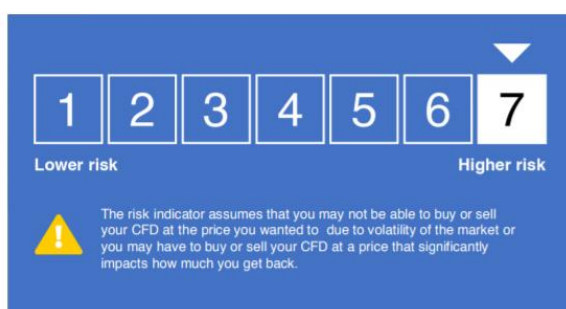 1 2 3 4 5 6 7
Lower risk Higher risk
The risk indicator assumes that you may not be able to buy or sell
your CFD at the price you wanted to due to volatility of the market or
you may have to buy or sell your CFD at a price that significantly
impacts how much you get back.